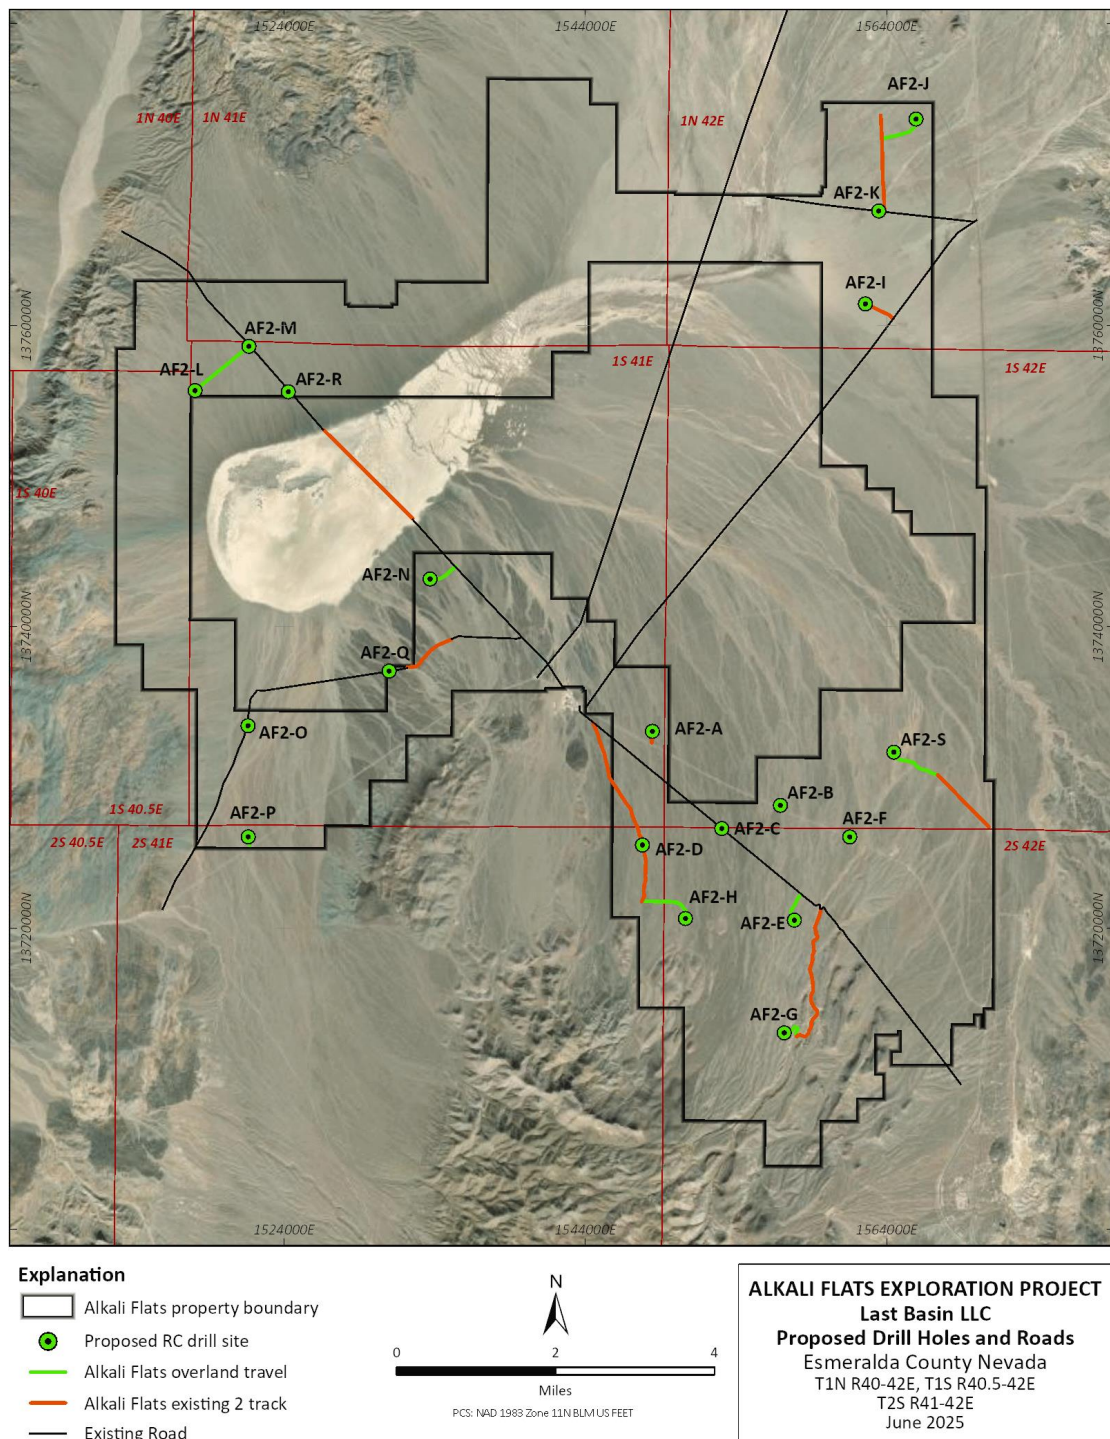 1524000E
1544000E
1564000E
AF2-J
1N 40E
1N 41E
1N 42E
AF2-K
AF2-I
13760000N
13760000N
AF2-M
1S 41E
1S 42E
AF2-L
AF2-R
1S 40E
AF2-N
13740000N
13740000N
AF2-Q
AF2-O
AF2-A
AF2-S
AF2-B
1S 40.5E
AF2-P
AF2-F
AF2-C
2S 40.5E
2S 41E
AF2-D
2S 42E
AF2-H
AF2-E
13720000N
13720000N
AF2-G
1524000E
1544000E
1564000E
Explanation
Alkali Flats property boundary
Proposed RC drill site
Alkali Flats overland travel
Alkali Flats existing 2 track
Existing Road
N
0 2 4
Miles
PCS: NAD 1983 Zone 11N BLM US FEET
ALKALI FLATS EXPLORATION PROJECT
Last Basin LLC
Proposed Drill Holes and Roads
Esmeralda County Nevada
T1N R40-42E, T1S R40.5-42E
T2S R41-42E
June 2025